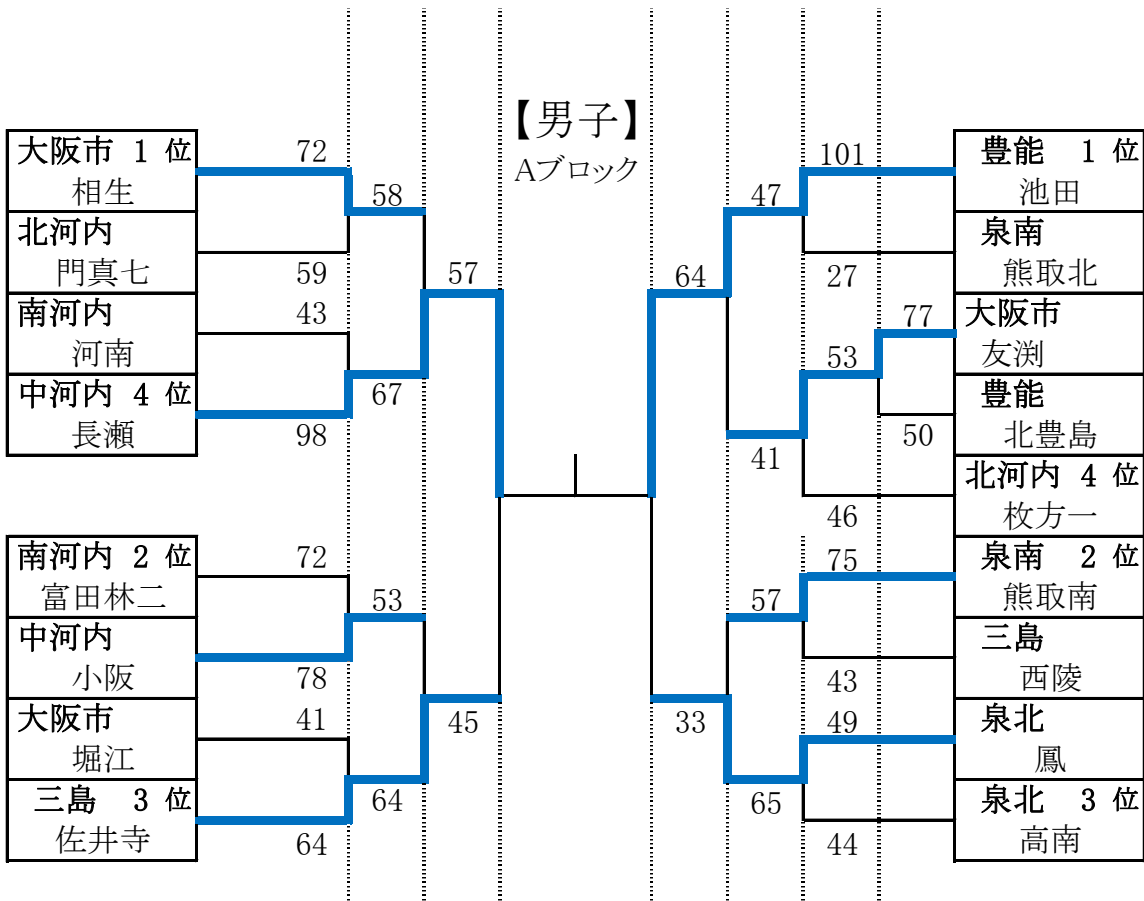 【男子】
Aブロック
大阪市 1 位
相生
北河内
門真七
南河内
河南
中河内 4 位
長瀬
南河内 2 位
富田林二
中河内
小阪
大阪市
堀江
三島 3 位
佐井寺
72
59
43
98
72
78
41
64
58
67
53
64
57
45
64
33
47
41
57
65
101
27
53
46
75
43
49
44
77
50
豊能 1 位
池田
泉南
熊取北
大阪市
友渕
豊能
北豊島
北河内 4 位
枚方一
泉南 2 位
熊取南
三島
西陵
泉北
鳳
泉北 3 位
高南